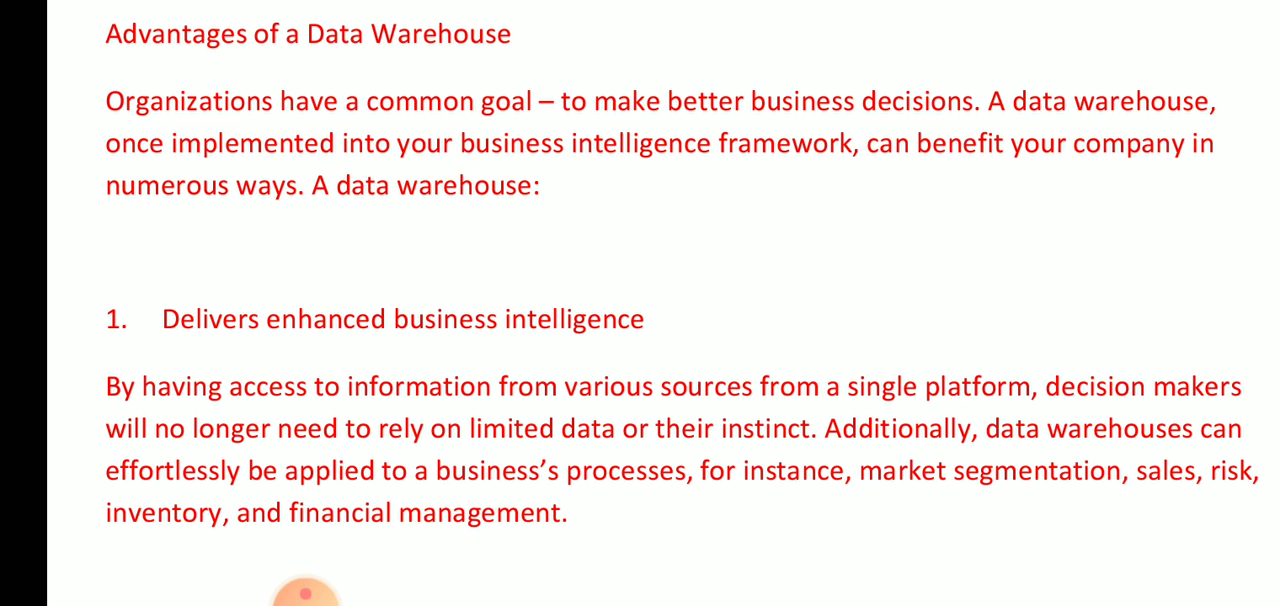 Advantages of a Data Warehouse
Organizations have a common goal – to make better business decisions. A data warehouse,
once implemented into your business intelligence framework, can benefit your company in
numerous ways. A data warehouse:
1. Delivers enhanced business intelligence
By having access to information from various sources from a single platform, decision makers
will no longer need to rely on limited data or their instinct. Additionally, data warehouses can
effortlessly be applied to a business’s processes, for instance, market segmentation, sales, risk,
inventory, and financial management.